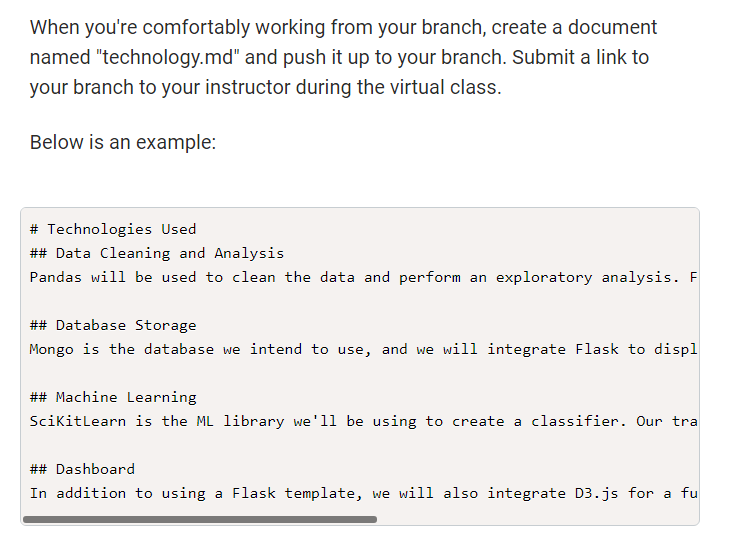 When you're comfortably working from your branch, create a document
named "technology.md" and push it up to your branch. Submit a link to
your branch to your instructor during the virtual class.
Below is an example:
# Technologies Used
## Data Cleaning and Analysis
Pandas will be used to clean the data and perform an exploratory analysis. F
## Database Storage
Mongo is the database we intend to use, and we will integrate Flask to displ
## Machine Learning
SciKitLearn is the ML library we'll be using to create a classifier. Our tra
## Dashboard
In addition to using a Flask template, we will also integrate D3.js for a fu